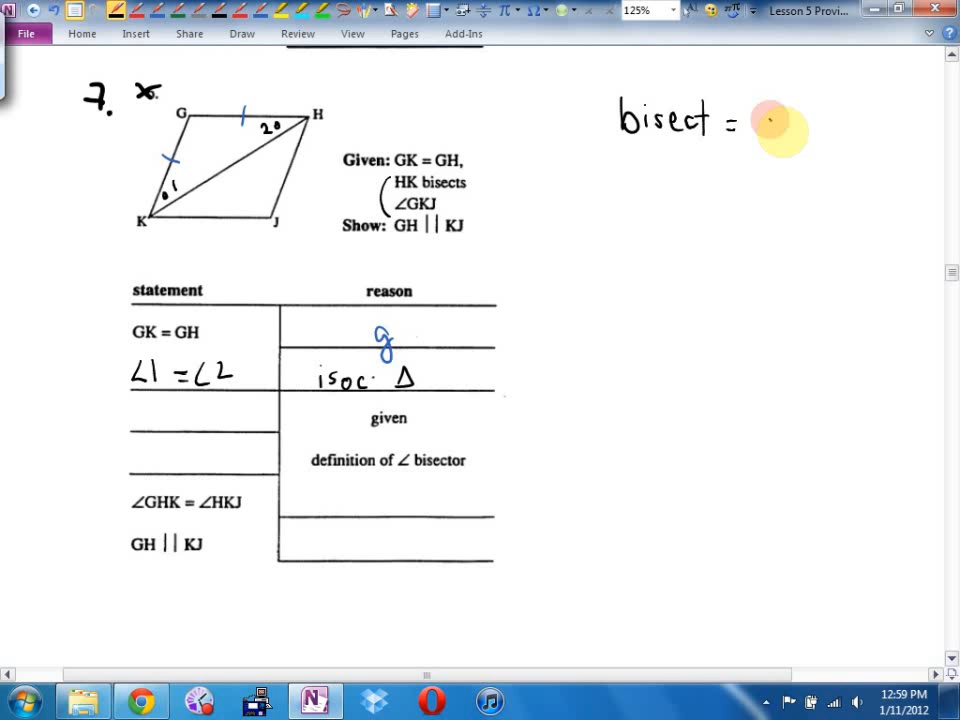 125%
Lesson 5 Provi...
File Home Insert Share Draw Review View Pages Add-Ins
7.
G H
2
1
K J
Given: GK = GH,
HK bisects
∠GKJ
Show: GH || KJ
bisect =
statement reason
GK = GH g
∠1 = ∠2 isoc. Δ
given
definition of ∠ bisector
∠GHK = ∠HKJ
GH || KJ
12:59 PM
1/11/2012